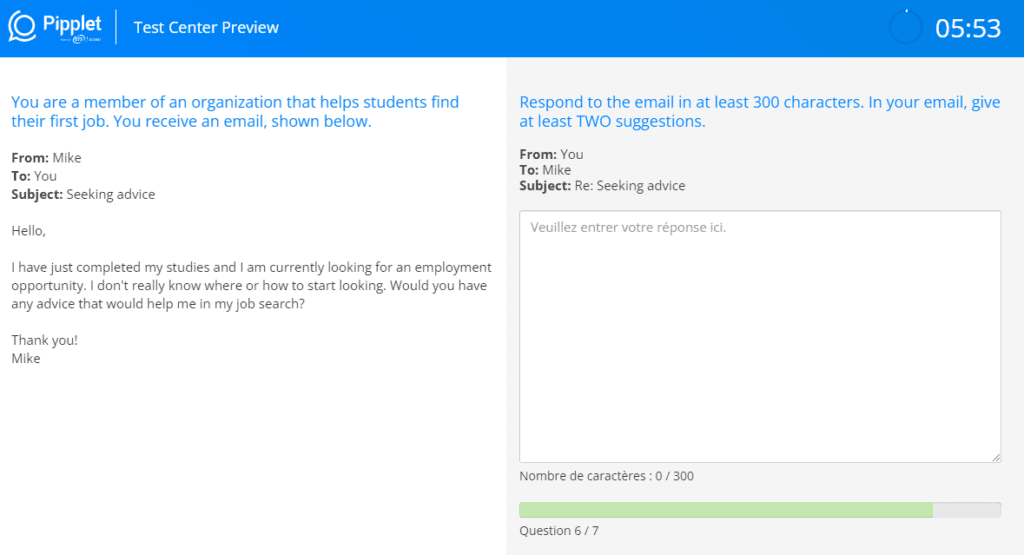 Pipplet
Test Center Preview
05:53
You are a member of an organization that helps students find
their first job. You receive an email, shown below.
From: Mike
To: You
Subject: Seeking advice
Hello,
I have just completed my studies and I am currently looking for an employment
opportunity. I don't really know where or how to start looking. Would you have
any advice that would help me in my job search?
Thank you!
Mike
Respond to the email in at least 300 characters. In your email, give
at least TWO suggestions.
From: You
To: Mike
Subject: Re: Seeking advice
Veuillez entrer votre réponse ici.
Nombre de caractères : 0 / 300
Question 6 / 7